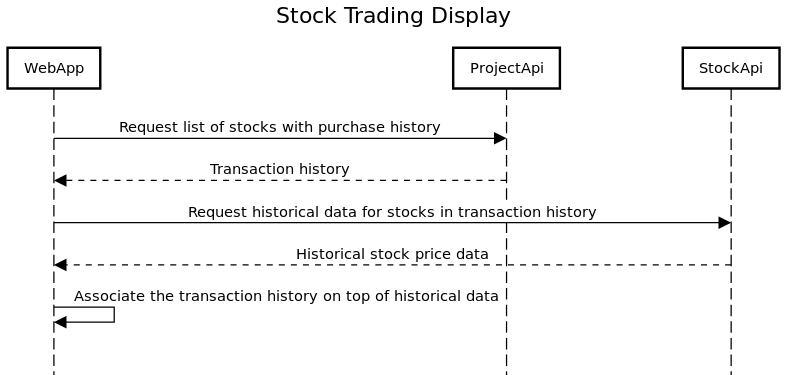 Stock Trading Display
WebApp
ProjectApi
StockApi
Request list of stocks with purchase history
Transaction history
Request historical data for stocks in transaction history
Historical stock price data
Associate the transaction history on top of historical data